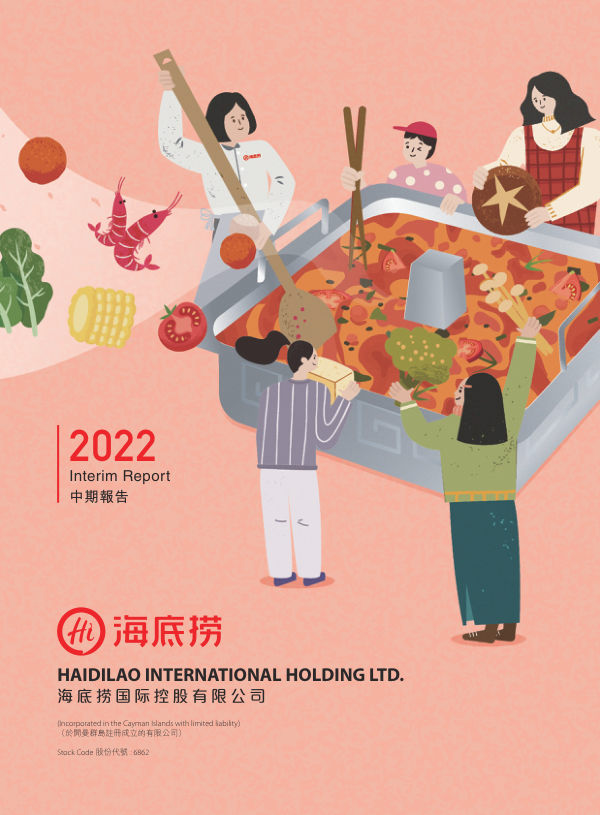 2022
Interim Report
中期報告
Hi 海底捞
HAIDILAO INTERNATIONAL HOLDING LTD.
海底捞国际控股有限公司
(Incorporated in the Cayman Islands with limited liability)
（於開曼群島註冊成立的有限公司）
Stock Code 股份代號 : 6862